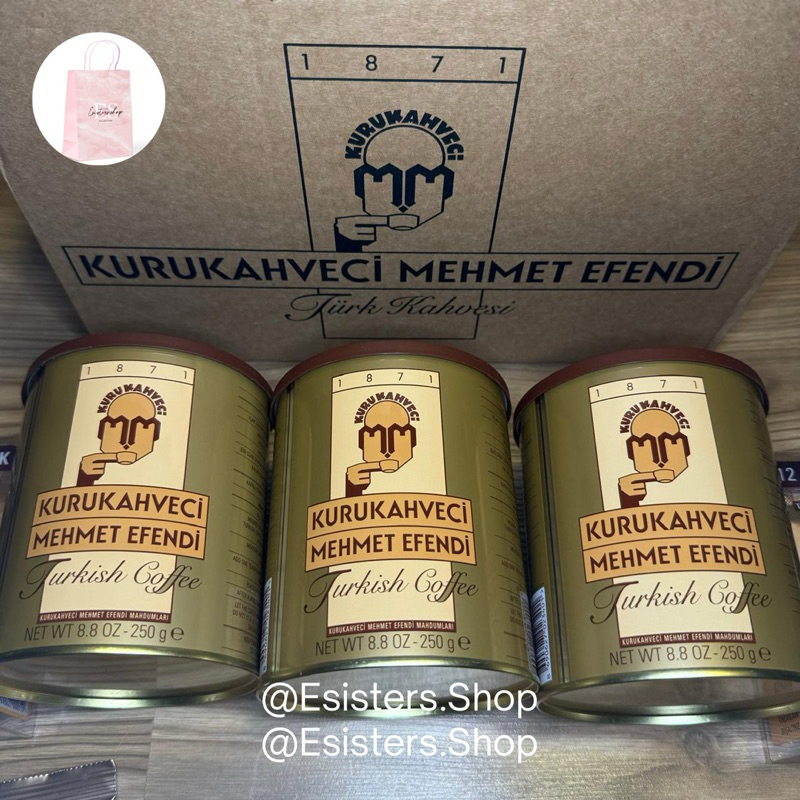 1 8 7 1
KURUKAHVECİ
KURUKAHVECİ MEHMET EFENDİ
Türk Kahvesi
1 8 7 1
KURUKAHVECİ
KURUKAHVECİ
MEHMET EFENDİ
Turkish Coffee
KURUKAHVECİ MEHMET EFENDİ MAHDUMLARI
NET WT 8.8 OZ - 250 g e
1 8 7 1
KURUKAHVECİ
KURUKAHVECİ
MEHMET EFENDİ
Turkish Coffee
KURUKAHVECİ MEHMET EFENDİ MAHDUMLARI
NET WT 8.8 OZ - 250 g e
1 8 7 1
KURUKAHVECİ
KURUKAHVECİ
MEHMET EFENDİ
Turkish Coffee
KURUKAHVECİ MEHMET EFENDİ MAHDUMLARI
NET WT 8.8 OZ - 250 g e
K
12
@Esisters.Shop
@Esisters.Shop